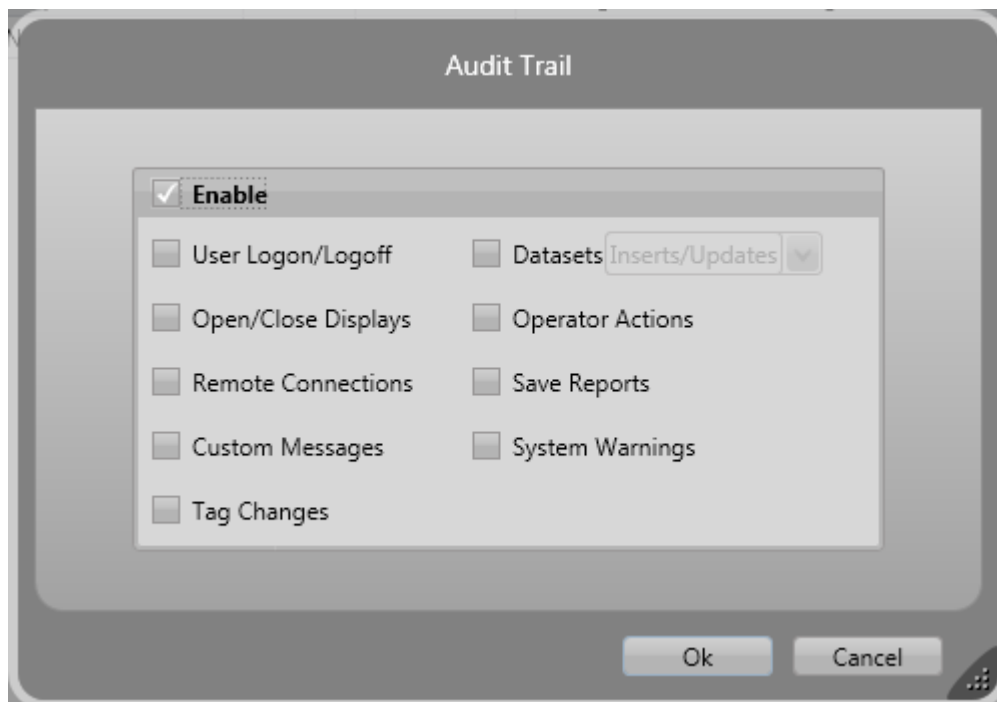 Audit Trail
Enable
User Logon/Logoff
Datasets Inserts/Updates
Open/Close Displays
Operator Actions
Remote Connections
Save Reports
Custom Messages
System Warnings
Tag Changes
Ok
Cancel